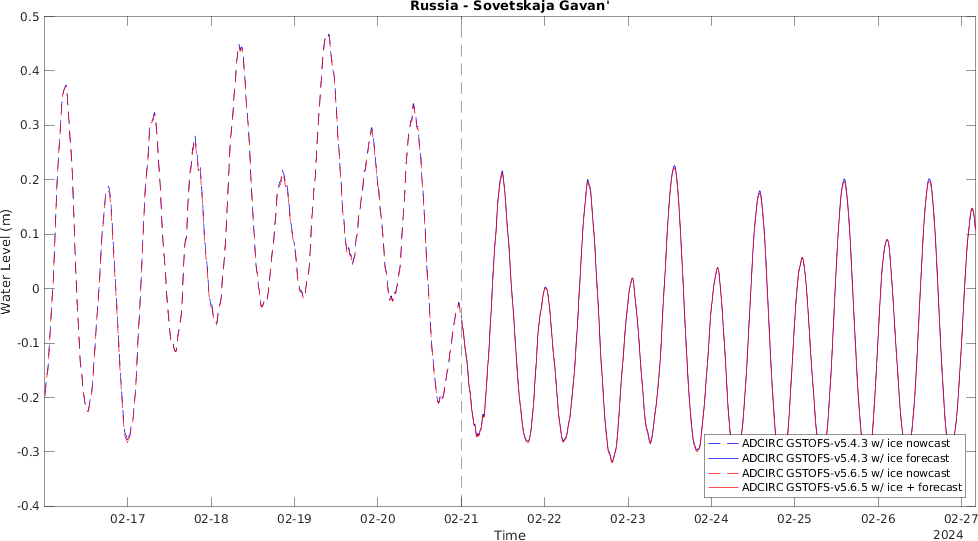 Russia - Sovetskaja Gavan'
0.5
0.4
0.3
0.2
0.1
0
-0.1
-0.2
-0.3
-0.4
Water Level (m)
ADCIRC GSTOFS-v5.4.3 w/ ice nowcast
ADCIRC GSTOFS-v5.4.3 w/ ice forecast
ADCIRC GSTOFS-v5.6.5 w/ ice nowcast
ADCIRC GSTOFS-v5.6.5 w/ ice + forecast
02-17 02-18 02-19 02-20 02-21 02-22 02-23 02-24 02-25 02-26 02-27
Time
2024